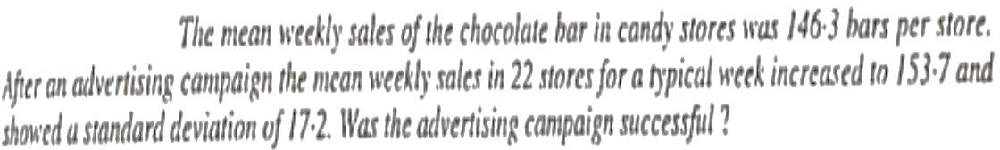 The mean weekly sales of the chocolate bar in candy stores was 146·3 bars per store.
After an advertising campaign the mean weekly sales in 22 stores for a typical week increased to 153·7 and
showed a standard deviation of 17·2. Was the advertising campaign successful ?